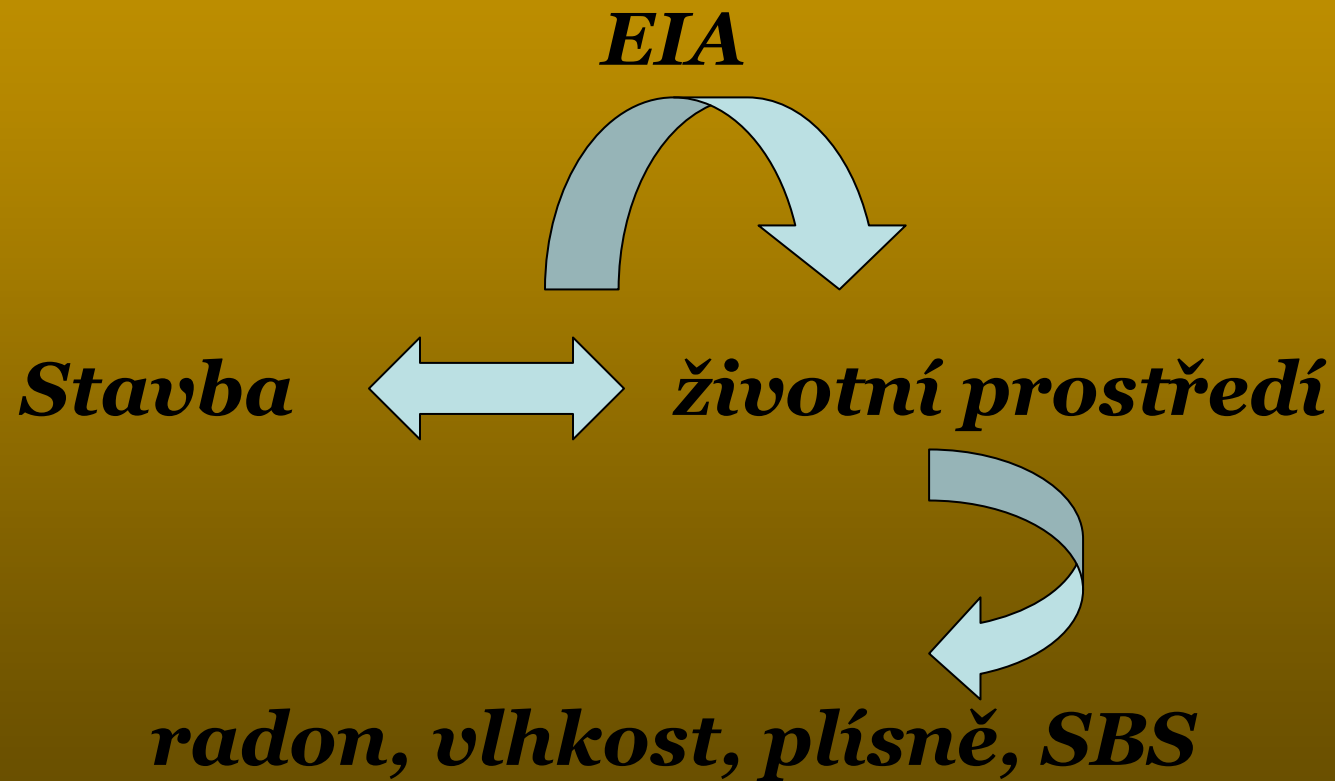 EIA
Stavba životní prostředí
radon, vlhkost, plísně, SBS